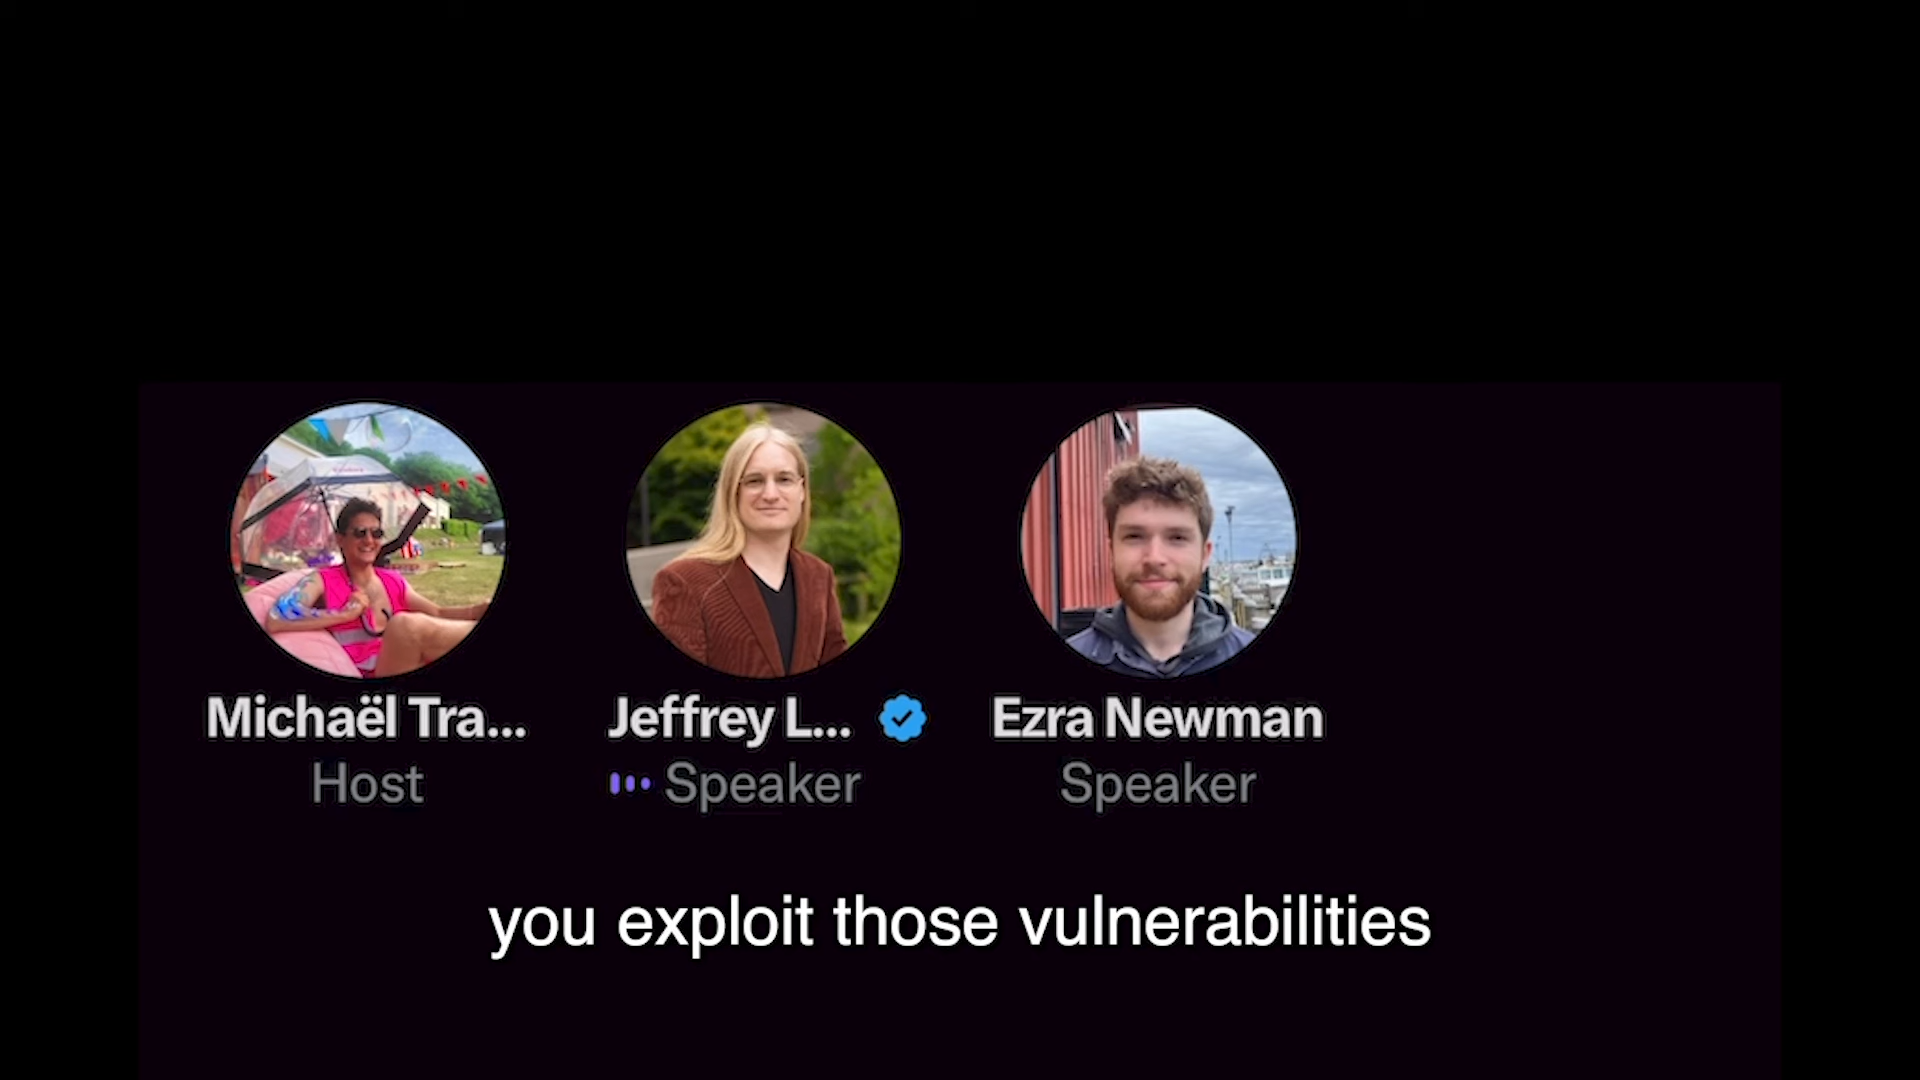 Michaël Tra...
Jeffrey L...
Ezra Newman
Host
Speaker
Speaker
you exploit those vulnerabilities